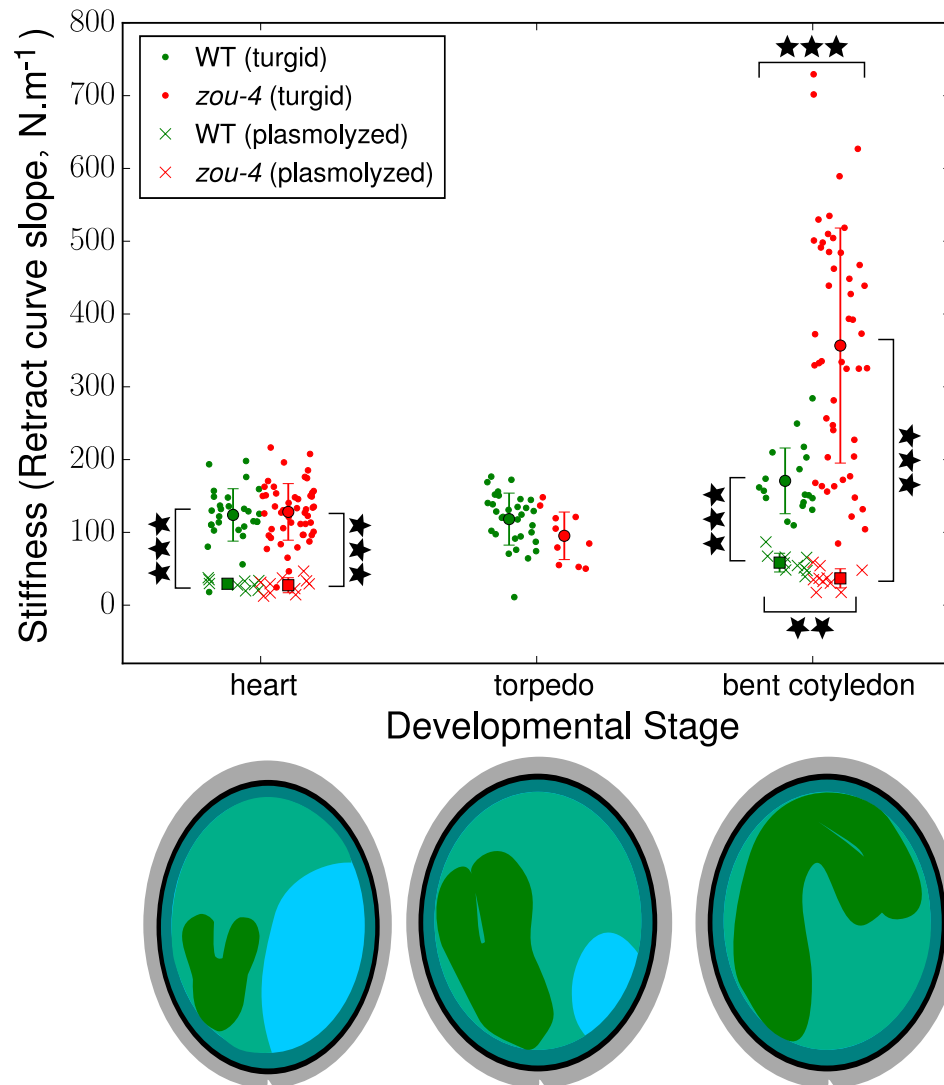 800
700
600
500
400
300
200
100
0
Stiffness (Retract curve slope, N.m-1)
WT (turgid)
zou-4 (turgid)
WT (plasmolyzed)
zou-4 (plasmolyzed)
heart torpedo bent cotyledon
Developmental Stage